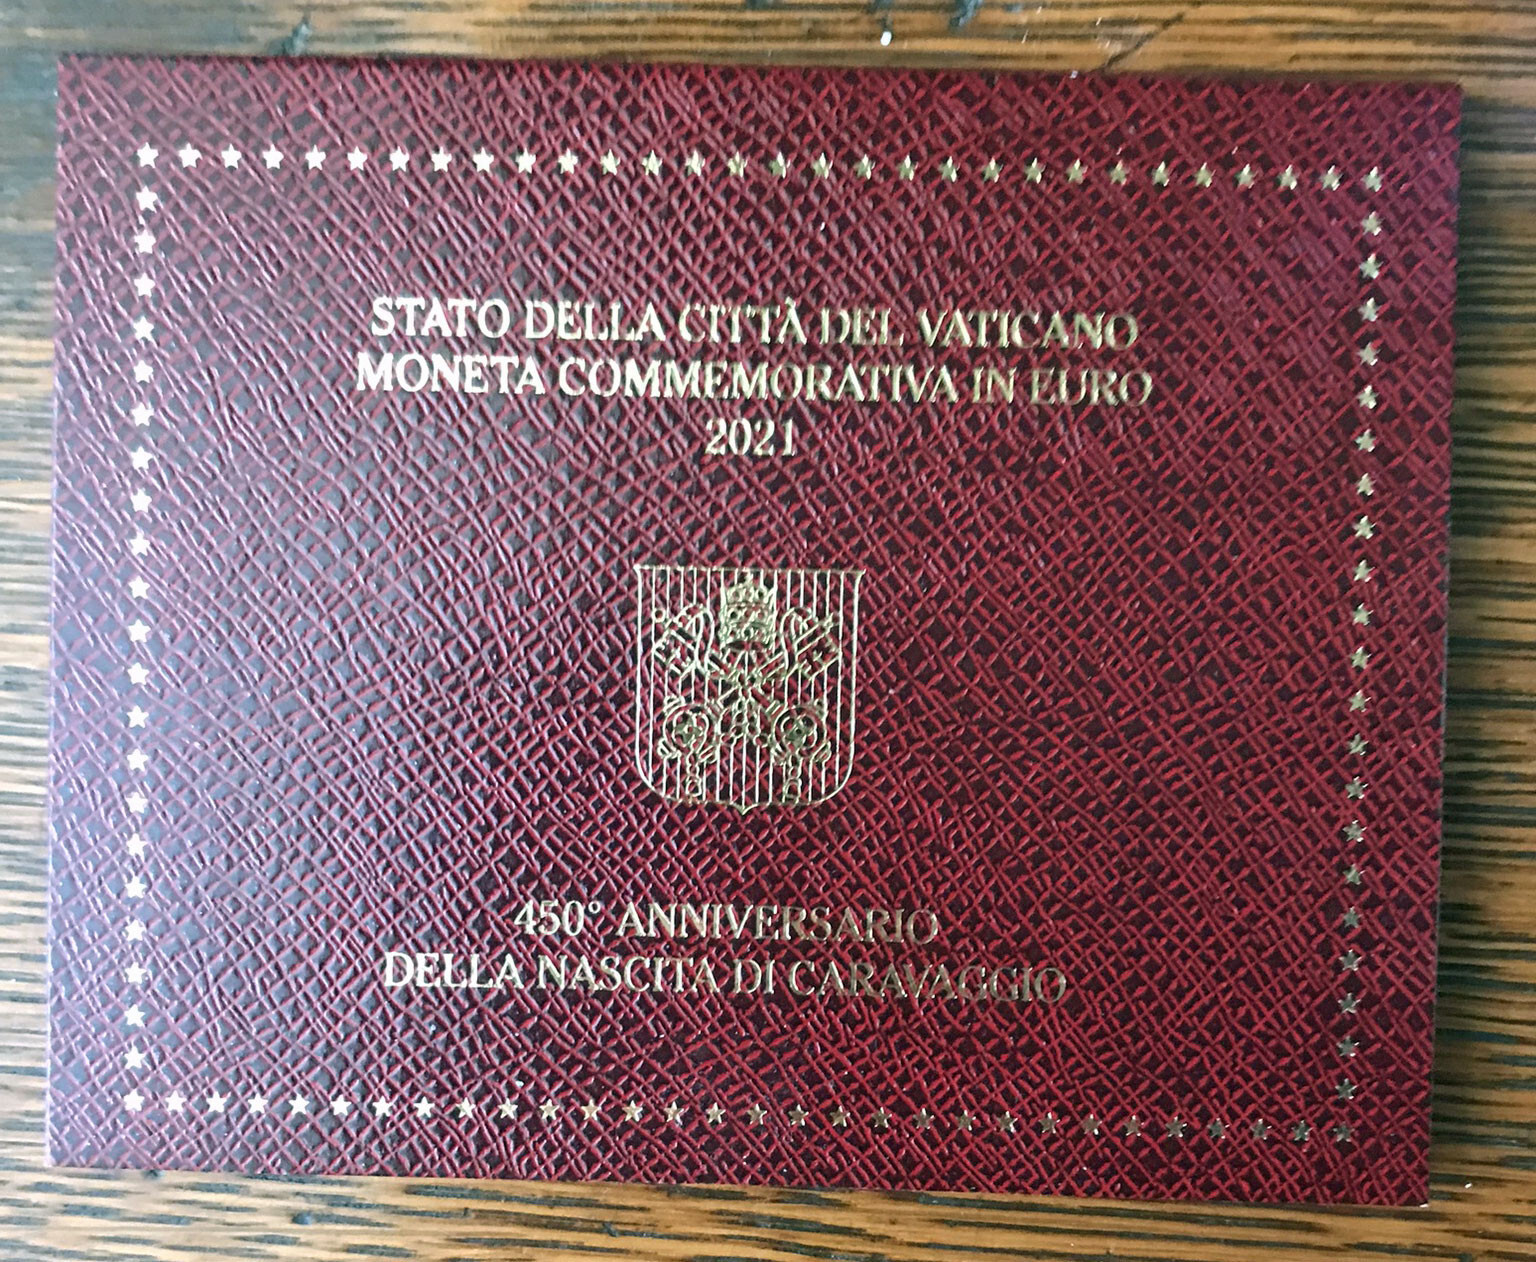 STATO DELLA CITTÀ DEL VATICANO
MONETA COMMEMORATIVA IN EURO
2021
450° ANNIVERSARIO
DELLA NASCITA DI CARAVAGGIO